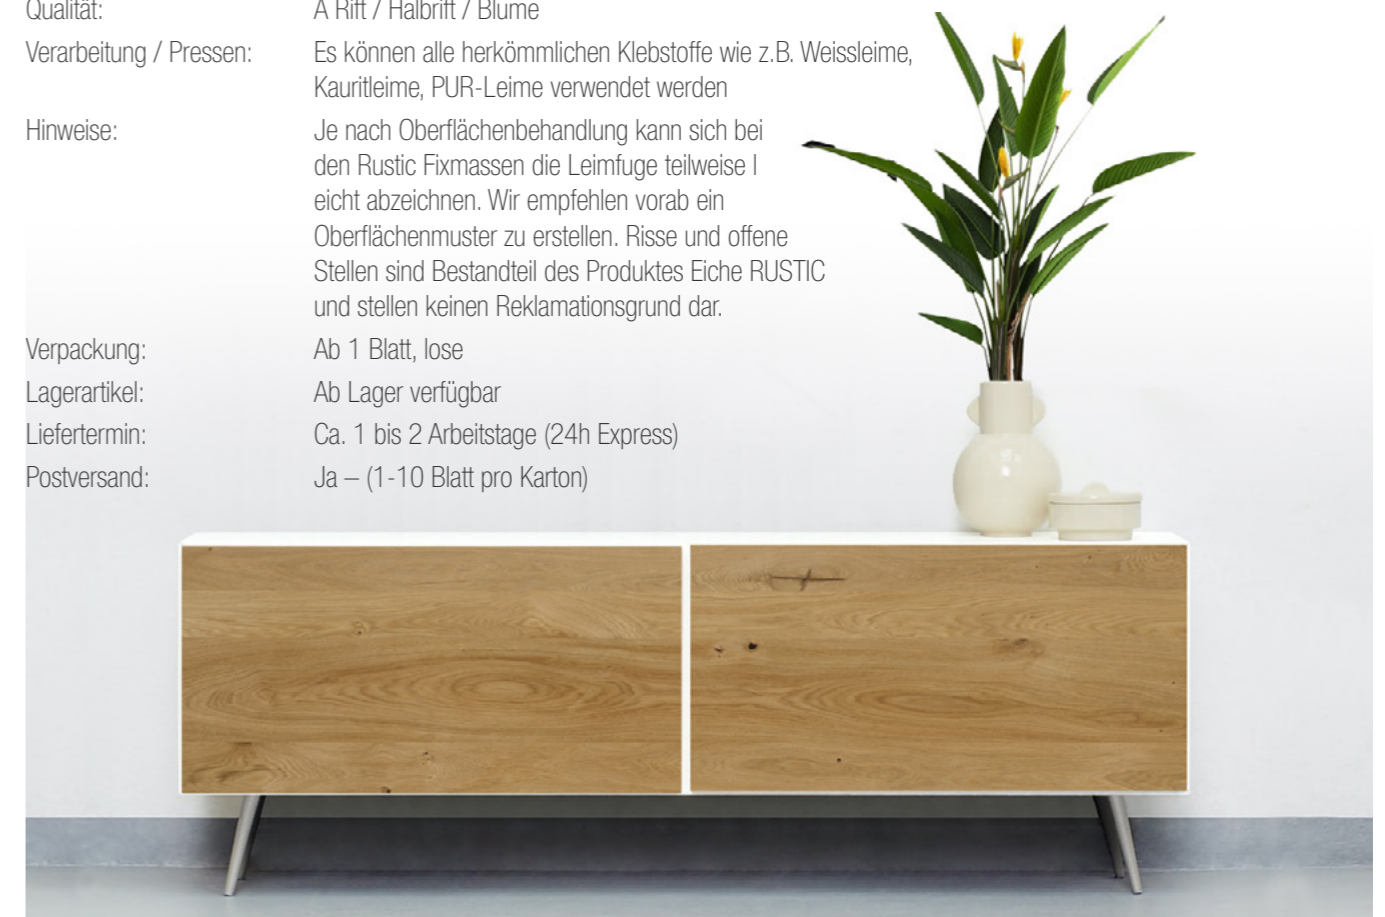 Qualität: A Rift / Halbrift / Blume
Verarbeitung / Pressen: Es können alle herkömmlichen Klebstoffe wie z.B. Weissleime,
Kauritleime, PUR-Leime verwendet werden
Hinweise: Je nach Oberflächenbehandlung kann sich bei
den Rustic Fixmassen die Leimfuge teilweise l
eicht abzeichnen. Wir empfehlen vorab ein
Oberflächenmuster zu erstellen. Risse und offene
Stellen sind Bestandteil des Produktes Eiche RUSTIC
und stellen keinen Reklamationsgrund dar.
Verpackung: Ab 1 Blatt, lose
Lagerartikel: Ab Lager verfügbar
Liefertermin: Ca. 1 bis 2 Arbeitstage (24h Express)
Postversand: Ja – (1-10 Blatt pro Karton)